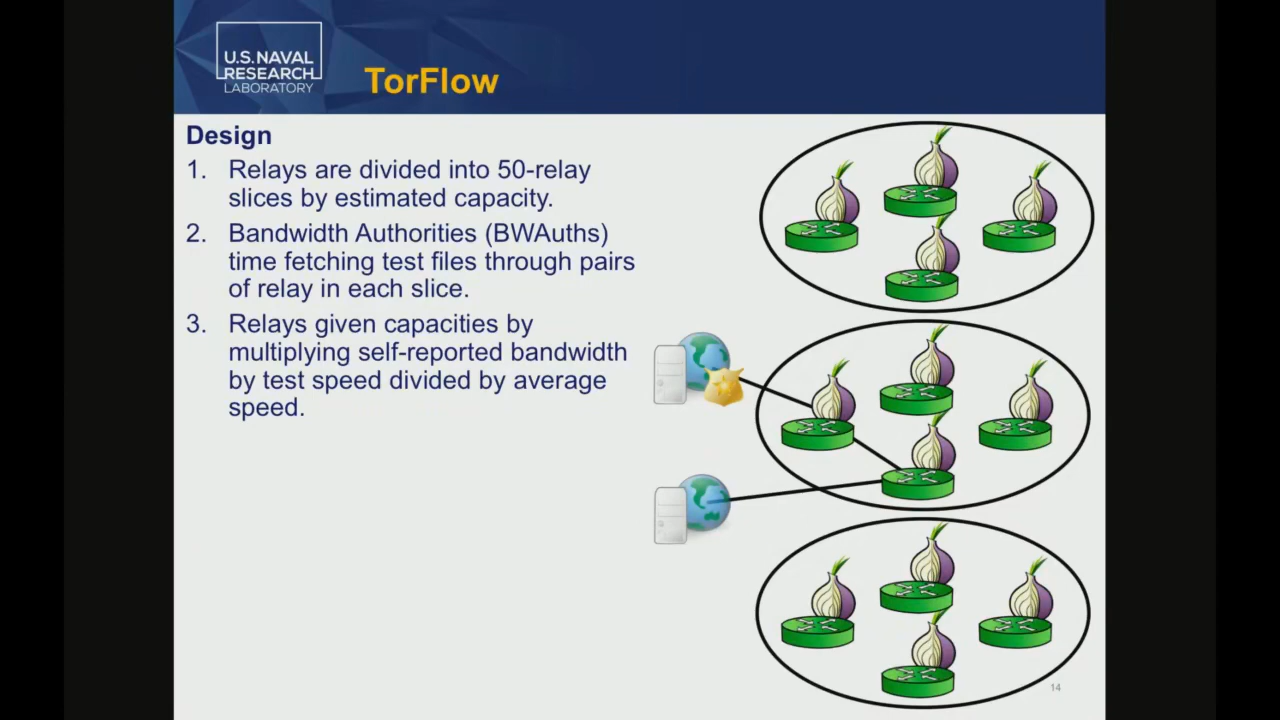 U.S. NAVAL
RESEARCH
LABORATORY
TorFlow
Design
1. Relays are divided into 50-relay
slices by estimated capacity.
2. Bandwidth Authorities (BWAuths)
time fetching test files through pairs
of relay in each slice.
3. Relays given capacities by
multiplying self-reported bandwidth
by test speed divided by average
speed.
14